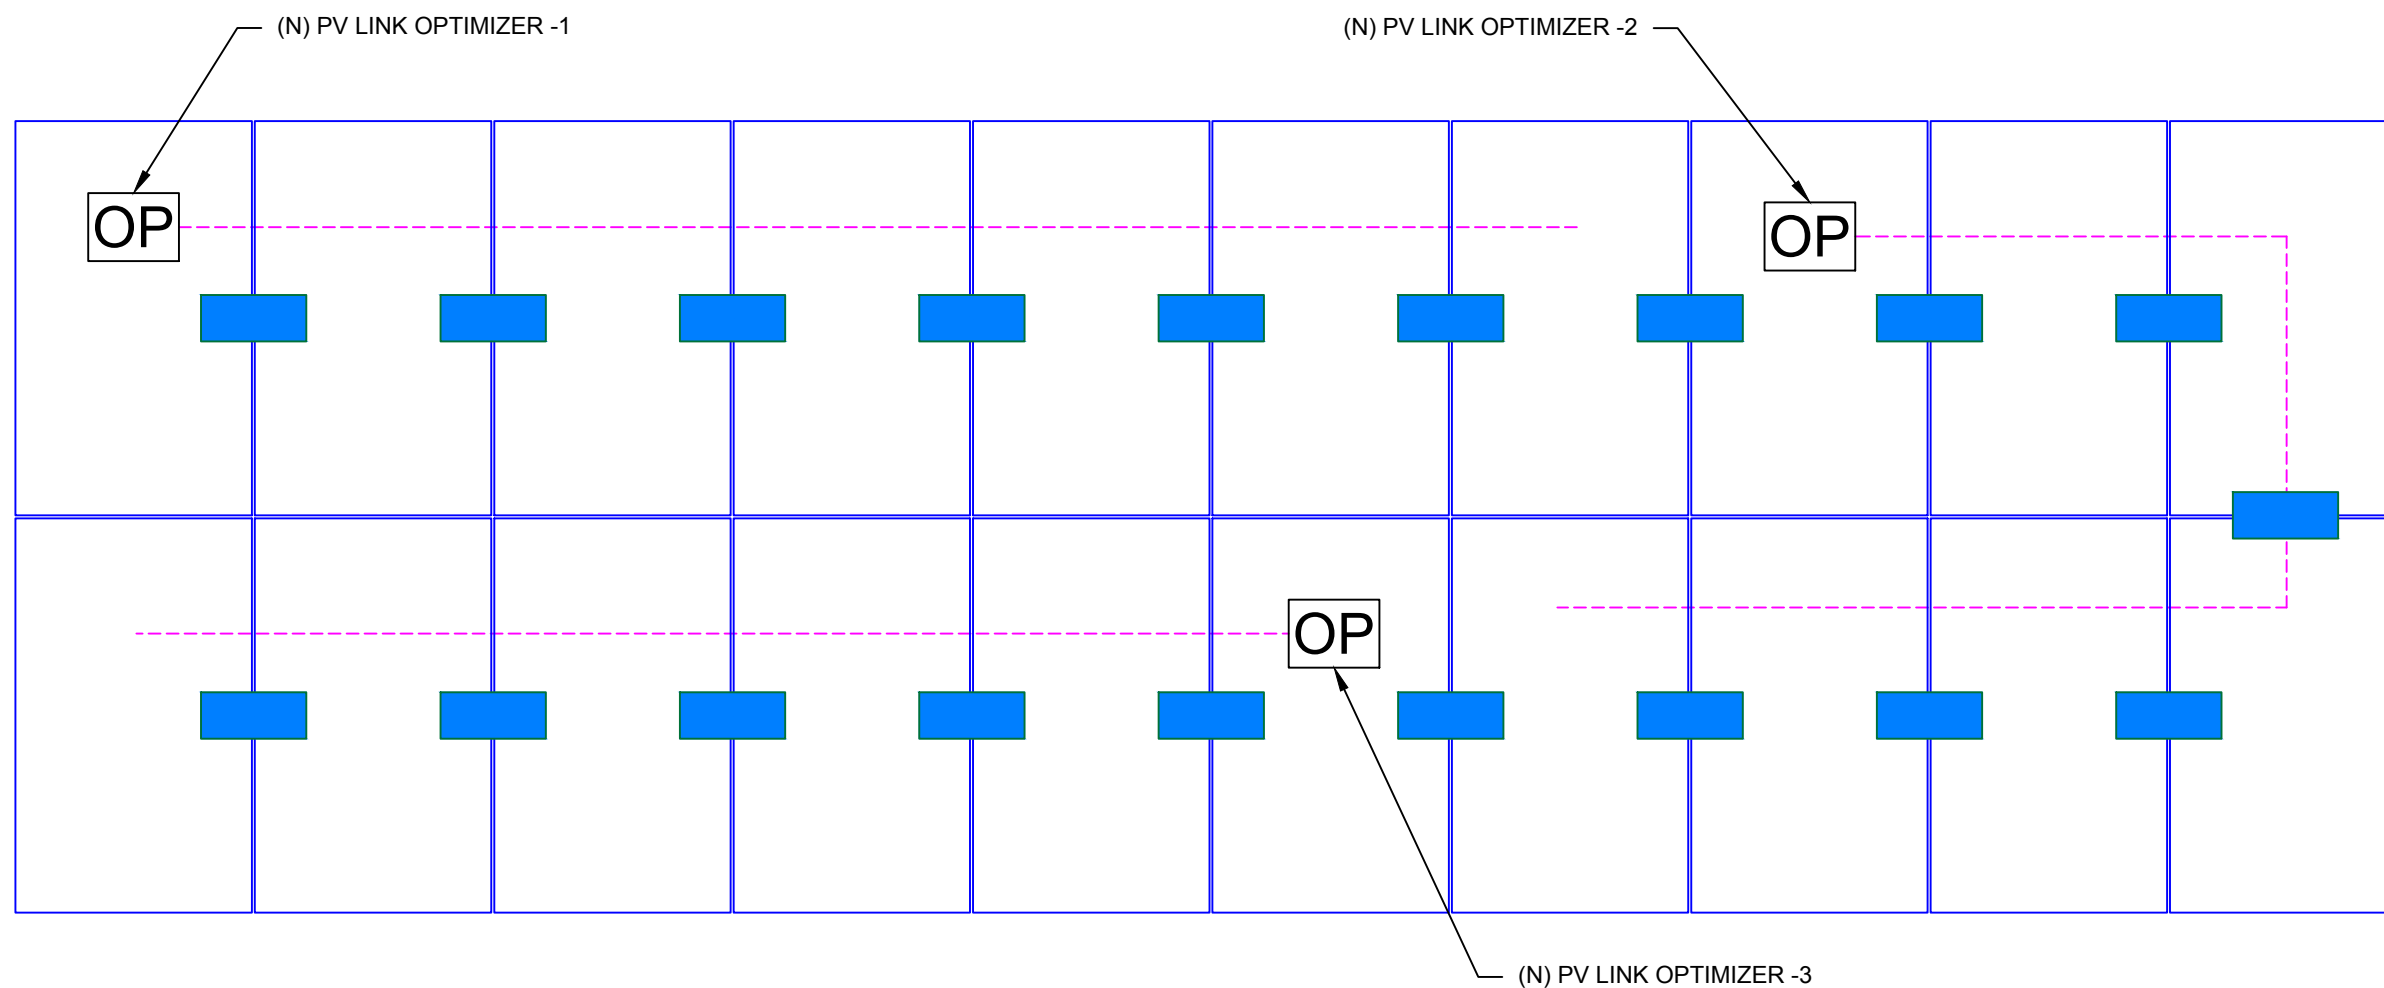 (N) PV LINK OPTIMIZER -1
(N) PV LINK OPTIMIZER -2
OP
OP
OP
(N) PV LINK OPTIMIZER -3